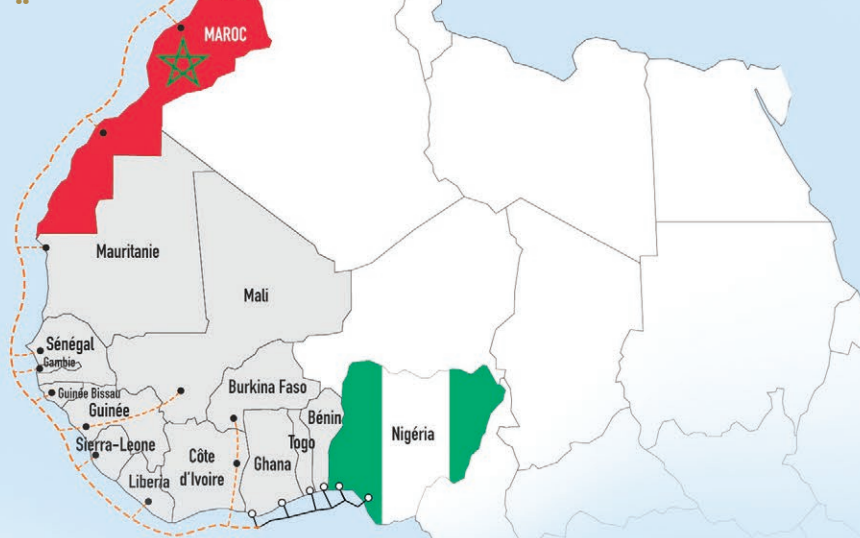 MAROC
Mauritanie
Mali
Sénégal
Gambie
Guinée Bissau
Guinée
Sierra-Leone
Liberia
Côte
d'Ivoire
Burkina Faso
Ghana
Togo
Bénin
Nigéria